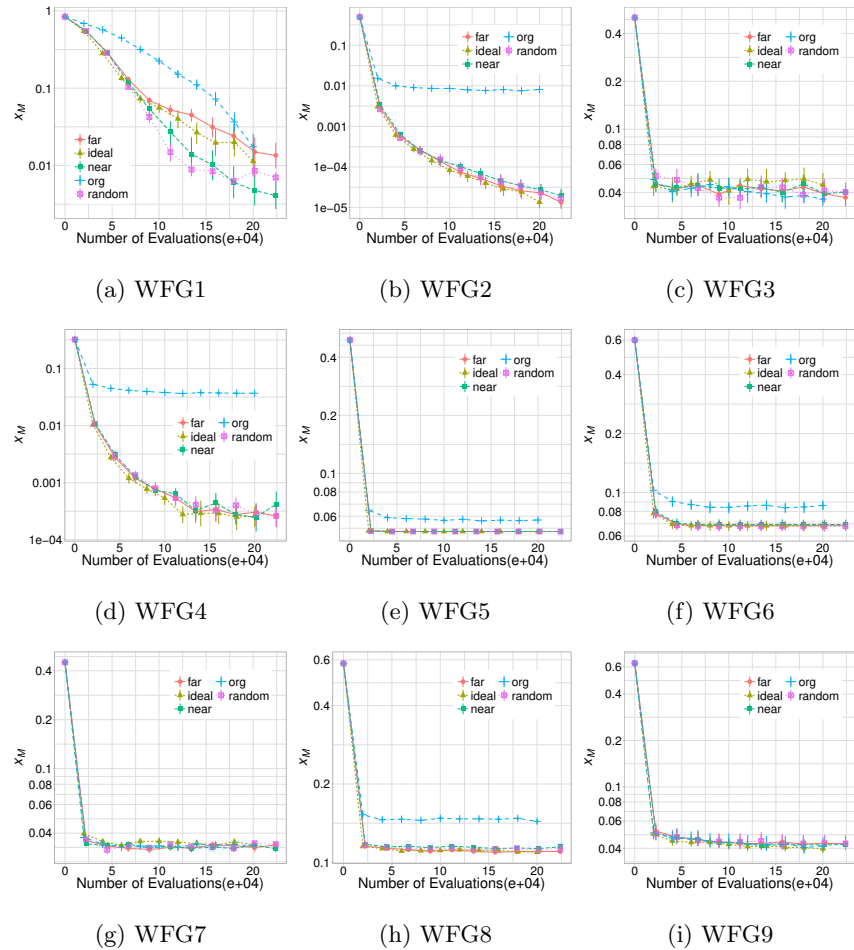 1
0.1
0.01
x_M
far
ideal
near
org
random
0 5 10 15 20
Number of Evaluations(e+04)
(a) WFG1
0.1
0.01
0.001
1e−04
1e−05
x_M
far org
ideal random
near
0 5 10 15 20
Number of Evaluations(e+04)
(b) WFG2
0.4
0.2
0.1
0.08
0.06
0.04
x_M
far org
ideal random
near
0 5 10 15 20
Number of Evaluations(e+04)
(c) WFG3
0.1
0.01
0.001
1e−04
x_M
far org
ideal random
near
0 5 10 15 20
Number of Evaluations(e+04)
(d) WFG4
0.4
0.2
0.1
0.08
0.06
x_M
far org
ideal random
near
0 5 10 15 20
Number of Evaluations(e+04)
(e) WFG5
0.6
0.4
0.2
0.1
0.08
0.06
x_M
far org
ideal random
near
0 5 10 15 20
Number of Evaluations(e+04)
(f) WFG6
0.4
0.2
0.1
0.08
0.06
0.04
x_M
far org
ideal random
near
0 5 10 15 20
Number of Evaluations(e+04)
(g) WFG7
0.6
0.4
0.2
0.1
x_M
far org
ideal random
near
0 5 10 15 20
Number of Evaluations(e+04)
(h) WFG8
0.6
0.4
0.2
0.1
0.08
0.06
0.04
x_M
far org
ideal random
near
0 5 10 15 20
Number of Evaluations(e+04)
(i) WFG9